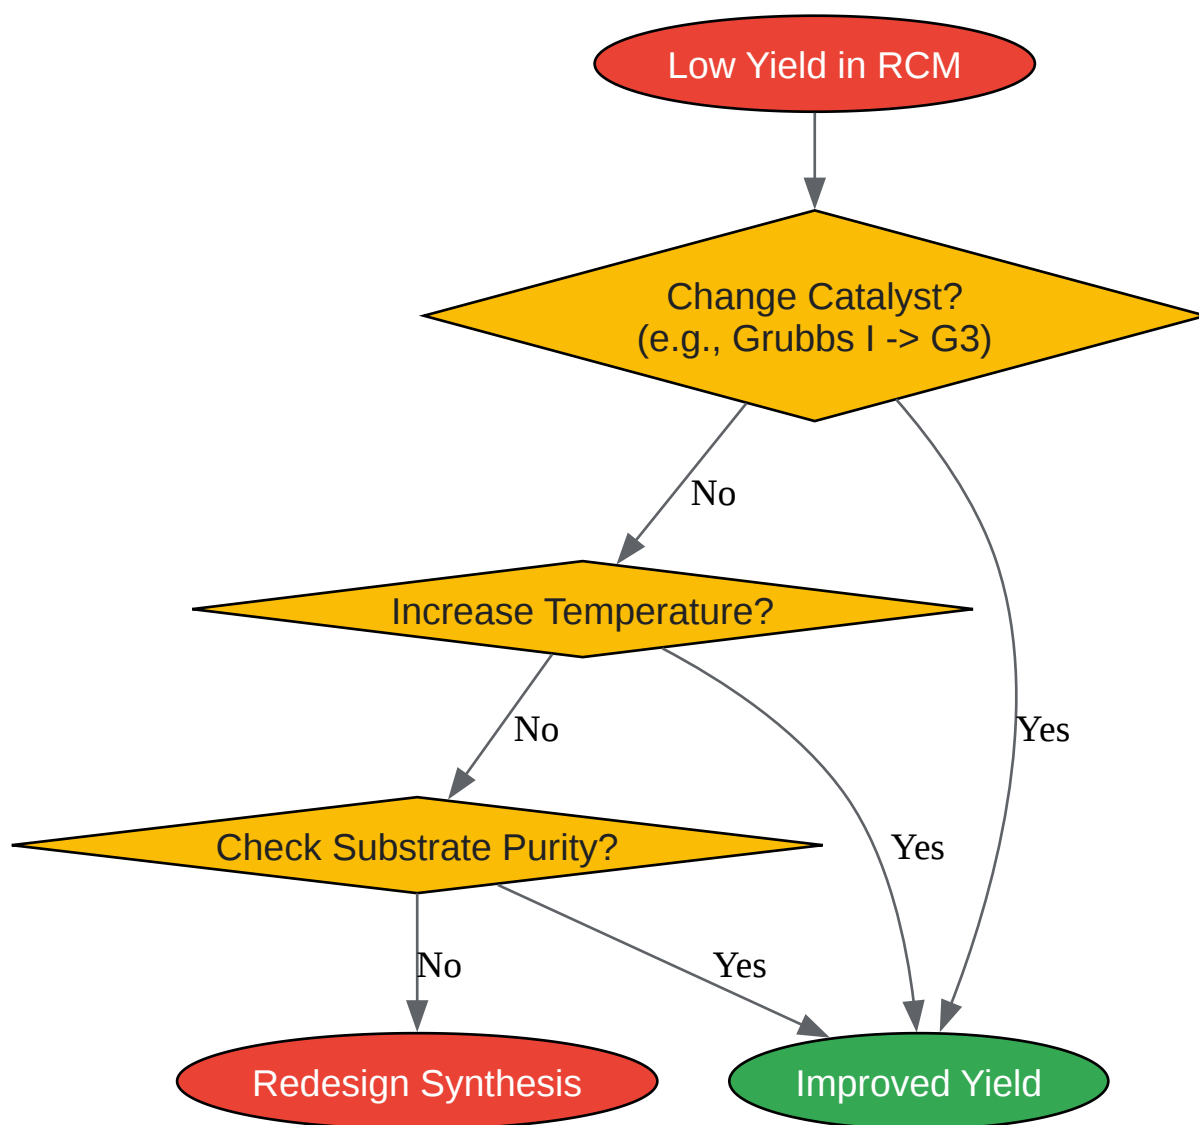 Low Yield in RCM
Change Catalyst?
(e.g., Grubbs I -> G3)
No
Increase Temperature?
No
Yes
Check Substrate Purity?
Yes
No
Yes
Redesign Synthesis
Improved Yield